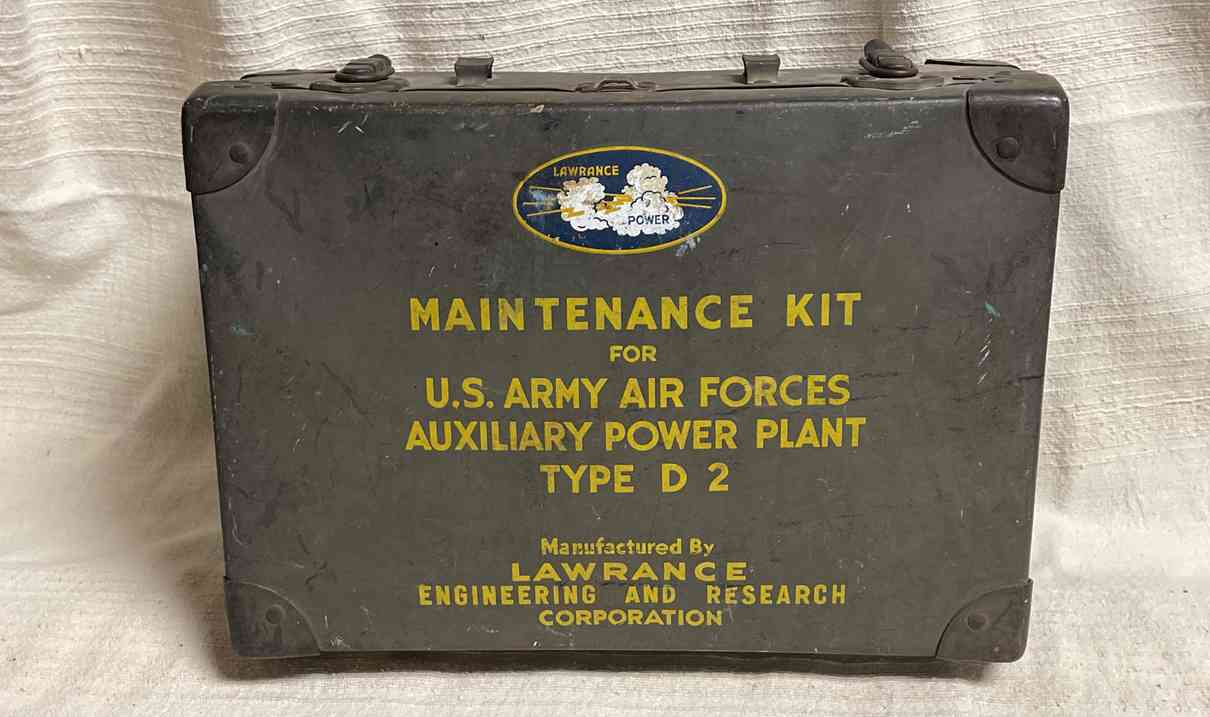 LAWRANCE
POWER
MAINTENANCE KIT
FOR
U.S. ARMY AIR FORCES
AUXILIARY POWER PLANT
TYPE D 2
Manufactured By
LAWRANCE
ENGINEERING AND RESEARCH
CORPORATION